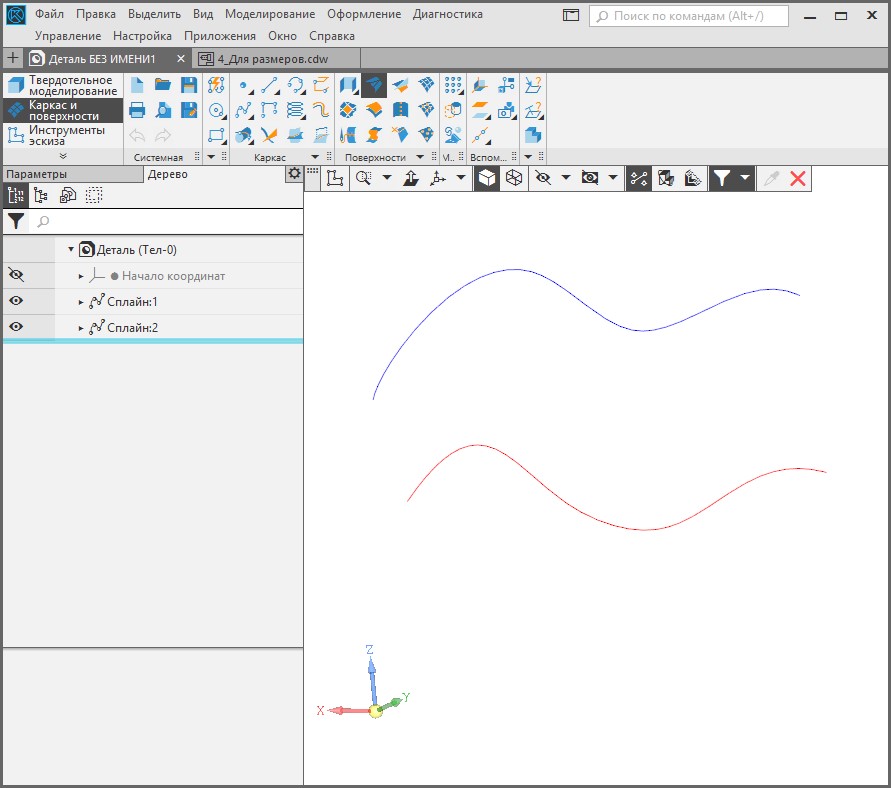 Файл Правка Выделить Вид Моделирование Оформление Диагностика
Поиск по командам (Alt+/)
Управление Настройка Приложения Окно Справка
Деталь БЕЗ ИМЕНИ1
4_Для размеров.cdw
Твердотельное
моделирование
Каркас и
поверхности
Инструменты
эскиза
Системная Каркас Поверхности М... Вспом...
Параметры
Дерево
Деталь (Тел-0)
Начало координат
Сплайн:1
Сплайн:2
Z
Y
X